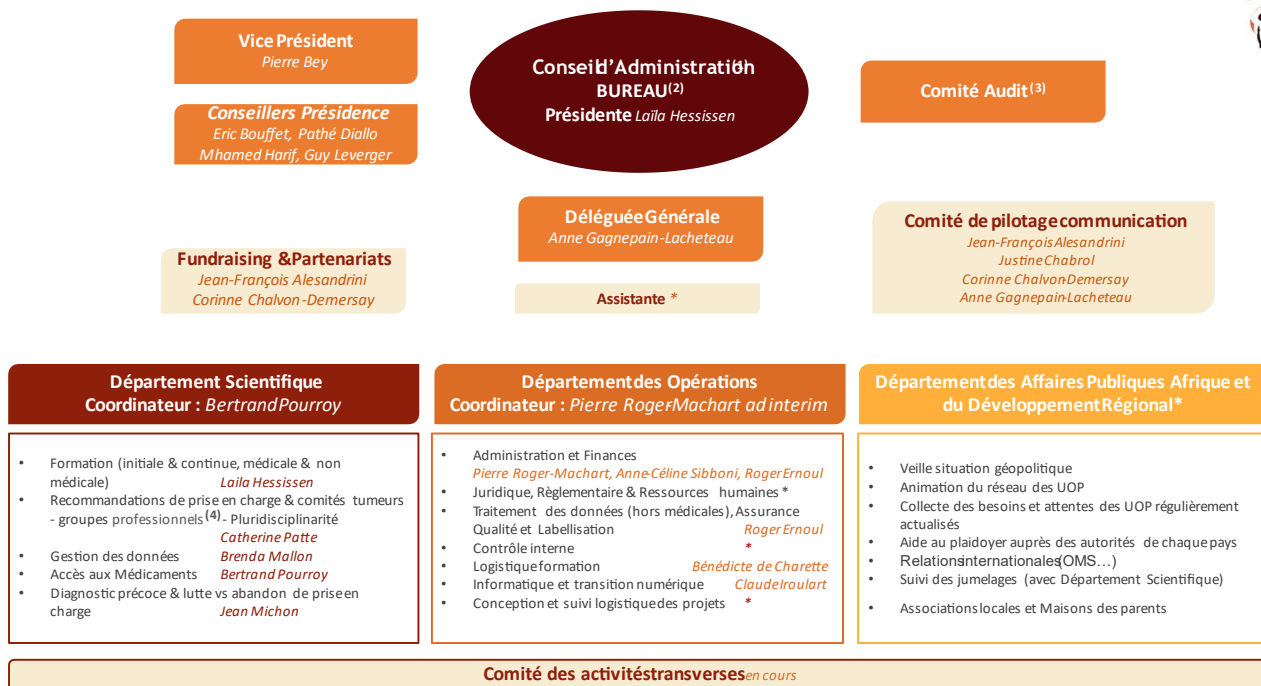 Vice Président
Pierre Bey
Conseillers Présidence
Eric Bouffet, Pathé Diallo
Mhamed Harif, Guy Leverger
Conseil d'Administration
BUREAU(2)
Présidente Laïla Hessissen
Comité Audit(3)
Déléguée Générale
Anne Gagnepain-Lacheteau
Assistante *
Fundraising & Partenariats
Jean-François Alesandrini
Corinne Chalvon-Demersay
Comité de pilotage communication
Jean-François Alesandrini
Justine Chabrol
Corinne Chalvon-Demersay
Anne Gagnepain-Lacheteau
Département Scientifique
Coordinateur : Bertrand Pourroy
• Formation (initiale & continue, médicale & non
médicale) Laila Hessissen
• Recommandations de prise en charge & comités tumeurs
- groupes professionnels(4) - Pluridisciplinarité
Catherine Patte
• Gestion des données Brenda Mallon
• Accès aux Médicaments Bertrand Pourroy
• Diagnostic précoce & lutte vs abandon de prise en
charge Jean Michon
Département des Opérations
Coordinateur : Pierre Roger-Machart ad interim
• Administration et Finances
Pierre Roger-Machart, Anne-Céline Sibboni, Roger Ernoul
• Juridique, Règlementaire & Ressources humaines *
• Traitement des données (hors médicales), Assurance
Qualité et Labellisation Roger Ernoul
• Contrôle interne *
• Logistique formation Bénédicte de Charette
• Informatique et transition numérique Claude Iroulart
• Conception et suivi logistique des projets *
Département des Affaires Publiques Afrique et
du Développement Régional*
• Veille situation géopolitique
• Animation du réseau des UOP
• Collecte des besoins et attentes des UOP régulièrement
actualisés
• Aide au plaidoyer auprès des autorités de chaque pays
• Relations internationales (OMS…)
• Suivi des jumelages (avec Département Scientifique)
• Associations locales et Maisons des parents
Comité des activités transverses en cours